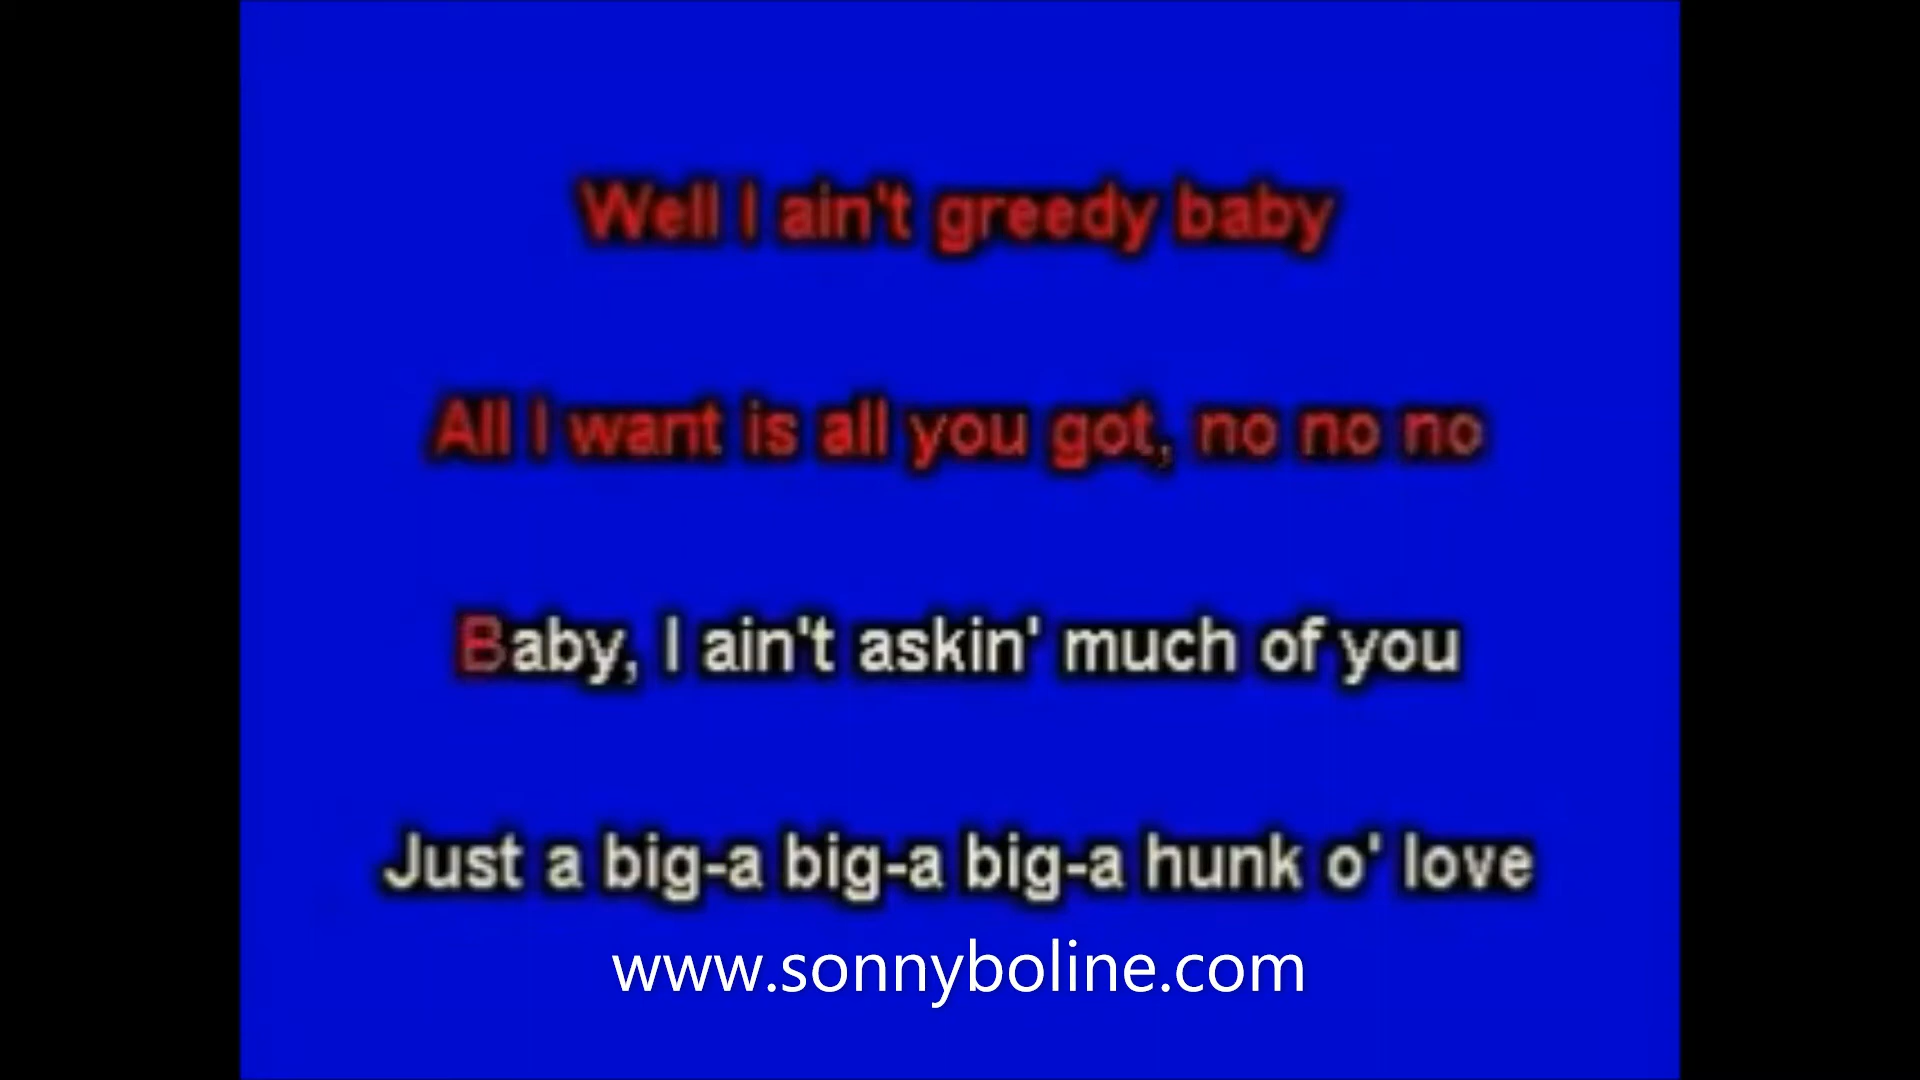 Well I ain't greedy baby
All I want is all you got, no no no
Baby, I ain't askin' much of you
Just a big-a big-a big-a hunk o' love
www.sonnyboline.com